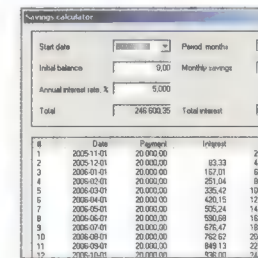 Savings calculator
Start date Period months
Initial balance 0,00 Monthly savings
Annual interest rate, % 5,000
Total 246 600,35 Total interest
# Date Payment Interest
1 2005-11-01 20 000,00
2 2005-12-01 20 000,00 83,33
3 2006-01-01 20 000,00 167,01
4 2006-02-01 20 000,00 251,04
5 2006-03-01 20 000,00 335,42
6 2006-04-01 20 000,00 420,15
7 2006-05-01 20 000,00 505,24
8 2006-06-01 20 000,00 590,68
9 2006-07-01 20 000,00 676,47
10 2006-08-01 20 000,00 762,62
11 2006-09-01 20 000,00 849,13
12 2006-10-01 20 000,00 936,00